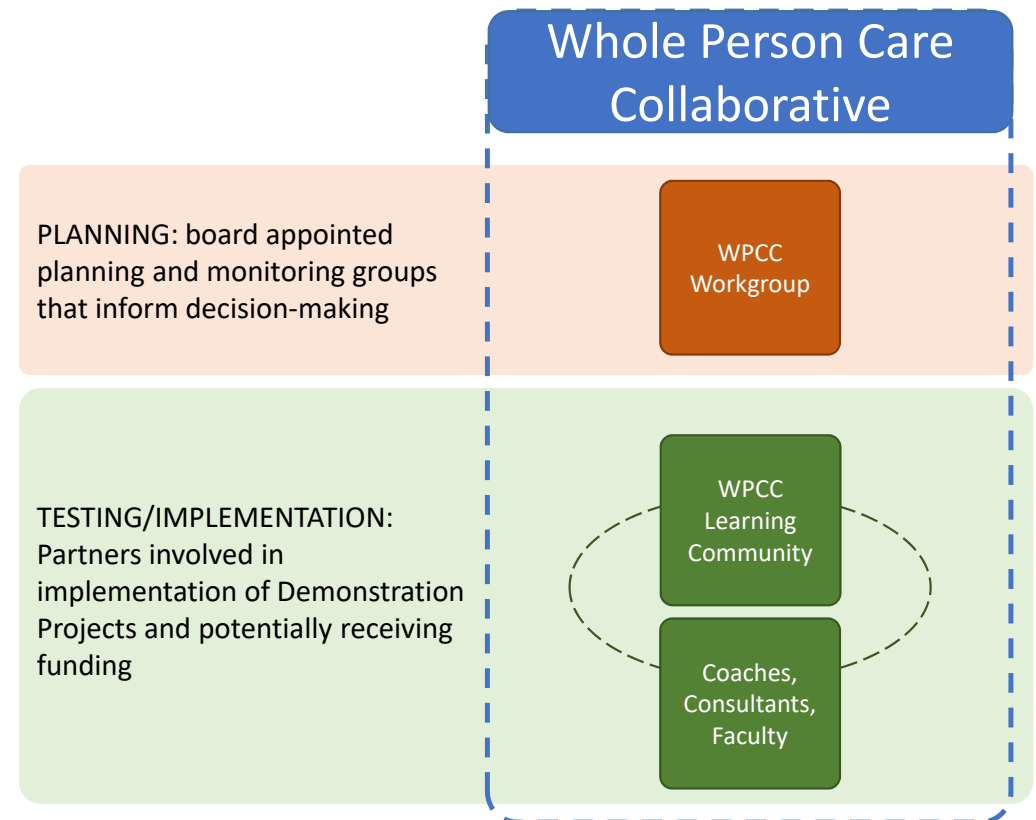 Whole Person Care
Collaborative
PLANNING: board appointed
planning and monitoring groups
that inform decision-making
WPCC
Workgroup
TESTING/IMPLEMENTATION:
Partners involved in
implementation of Demonstration
Projects and potentially receiving
funding
WPCC
Learning
Community
Coaches,
Consultants,
Faculty